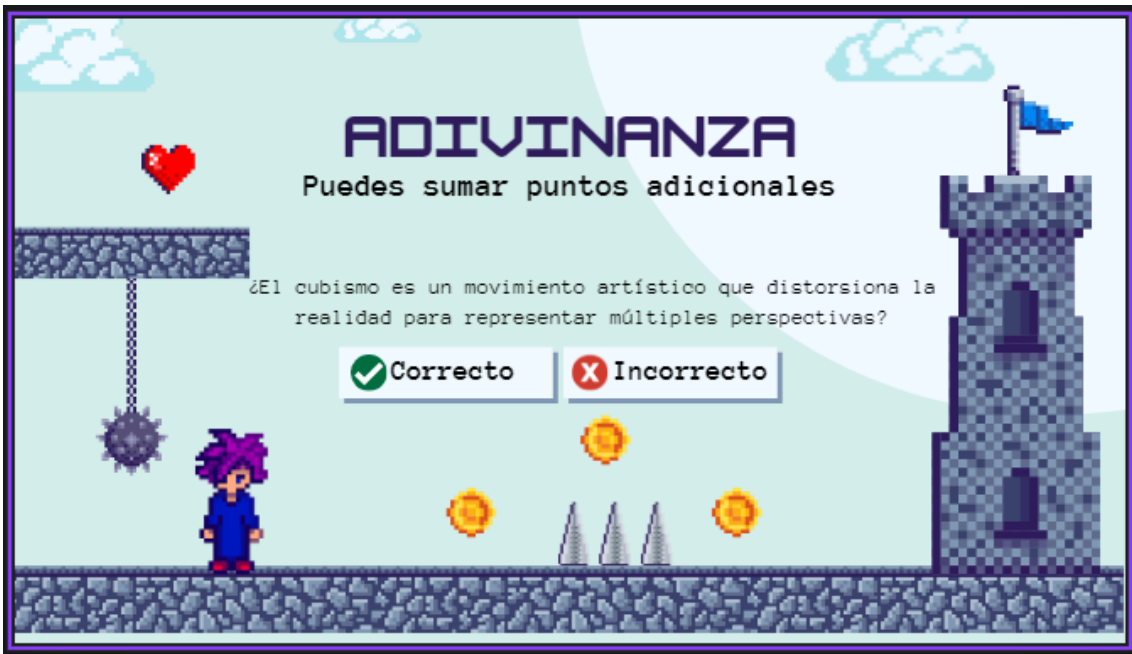 ADIVINANZA
Puedes sumar puntos adicionales
¿El cubismo es un movimiento artístico que distorsiona la
realidad para representar múltiples perspectivas?
Correcto
Incorrecto